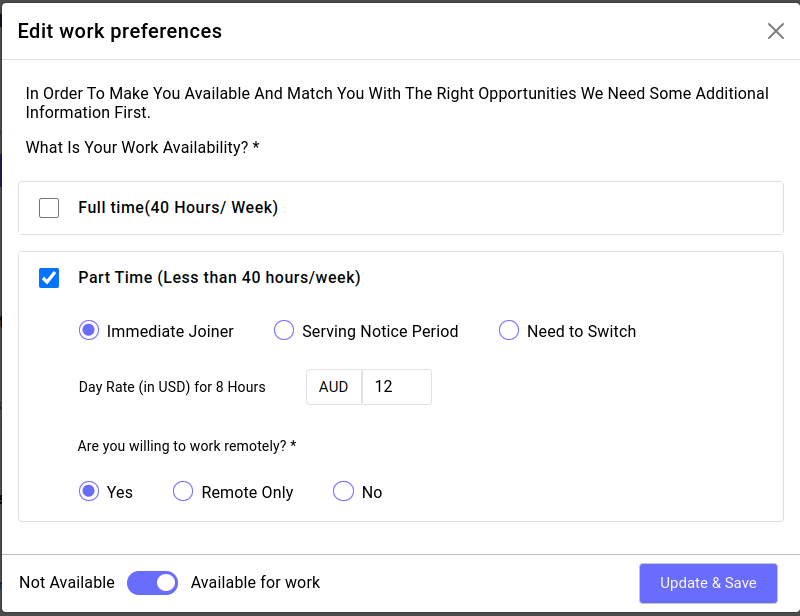 Edit work preferences
In Order To Make You Available And Match You With The Right Opportunities We Need Some Additional
Information First.
What Is Your Work Availability? *
Full time(40 Hours/ Week)
Part Time (Less than 40 hours/week)
Immediate Joiner Serving Notice Period Need to Switch
Day Rate (in USD) for 8 Hours AUD 12
Are you willing to work remotely? *
Yes Remote Only No
Not Available Available for work Update & Save